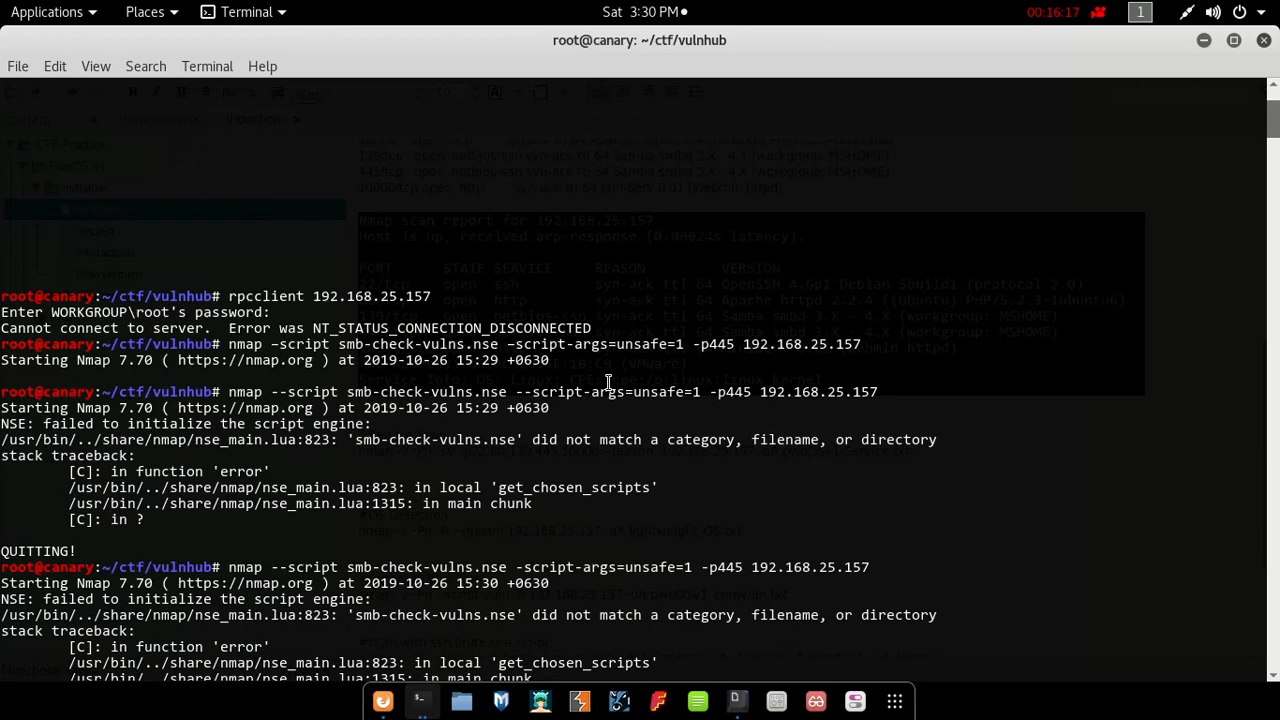 Applications Places Terminal Sat 3:30 PM 00:16:17 1
root@canary: ~/ctf/vulnhub
File Edit View Search Terminal Help
139/tcp open netbios-ssn syn-ack ttl 64 Samba smbd 3.X - 4.X (workgroup: MSHOME)
Nmap scan report for 192.168.25.157
Host is up, received arp-response (0.00024s latency).
PORT STATE SERVICE REASON VERSION
22/tcp open ssh syn-ack ttl 64 OpenSSH 4.6p1 Debian 5build1 (protocol 2.0)
open http syn-ack ttl 64 Apache httpd 2.2.4 ((Ubuntu) PHP/5.2.3-1ubuntu6)
root@canary:~/ctf/vulnhub# rpcclient 192.168.25.157
Enter WORKGROUP\root's password:
Cannot connect to server.  Error was NT_STATUS_CONNECTION_DISCONNECTED
root@canary:~/ctf/vulnhub# nmap –script smb-check-vulns.nse –script-args=unsafe=1 -p445 192.168.25.157
Starting Nmap 7.70 ( https://nmap.org ) at 2019-10-26 15:29 +0630
root@canary:~/ctf/vulnhub# nmap --script smb-check-vulns.nse --script-args=unsafe=1 -p445 192.168.25.157
Starting Nmap 7.70 ( https://nmap.org ) at 2019-10-26 15:29 +0630
NSE: failed to initialize the script engine:
/usr/bin/../share/nmap/nse_main.lua:823: 'smb-check-vulns.nse' did not match a category, filename, or directory
stack traceback:
[C]: in function 'error'
/usr/bin/../share/nmap/nse_main.lua:823: in local 'get_chosen_scripts'
/usr/bin/../share/nmap/nse_main.lua:1315: in main chunk
[C]: in ?
QUITTING!
root@canary:~/ctf/vulnhub# nmap --script smb-check-vulns.nse -script-args=unsafe=1 -p445 192.168.25.157
Starting Nmap 7.70 ( https://nmap.org ) at 2019-10-26 15:30 +0630
NSE: failed to initialize the script engine:
/usr/bin/../share/nmap/nse_main.lua:823: 'smb-check-vulns.nse' did not match a category, filename, or directory
stack traceback:
[C]: in function 'error'
/usr/bin/../share/nmap/nse_main.lua:823: in local 'get_chosen_scripts'
/usr/bin/../share/nmap/nse_main.lua:1315: in main chunk